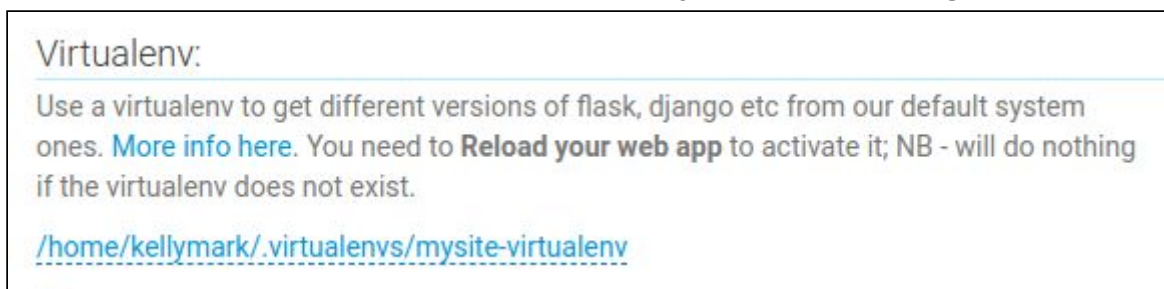 Virtualenv:
Use a virtualenv to get different versions of flask, django etc from our default system
ones. More info here. You need to Reload your web app to activate it; NB - will do nothing
if the virtualenv does not exist.
/home/kellymark/.virtualenvs/mysite-virtualenv